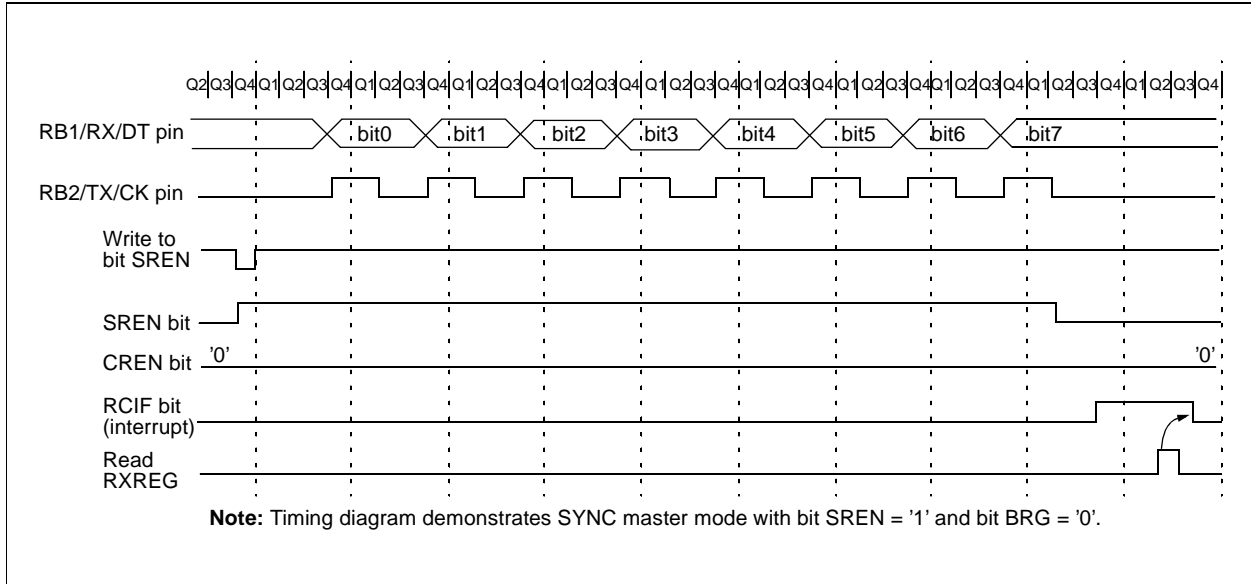 Q2 Q3 Q4 Q1 Q2 Q3 Q4 Q1 Q2 Q3 Q4 Q1 Q2 Q3 Q4 Q1 Q2 Q3 Q4 Q1 Q2 Q3 Q4 Q1 Q2 Q3 Q4 Q1 Q2 Q3 Q4 Q1 Q2 Q3 Q4 Q1 Q2 Q3 Q4 Q1 Q2 Q3 Q4
RB1/RX/DT pin bit0 bit1 bit2 bit3 bit4 bit5 bit6 bit7
RB2/TX/CK pin
Write to
bit SREN
SREN bit
CREN bit '0' '0'
RCIF bit
(interrupt)
Read
RXREG
Note: Timing diagram demonstrates SYNC master mode with bit SREN = '1' and bit BRG = '0'.